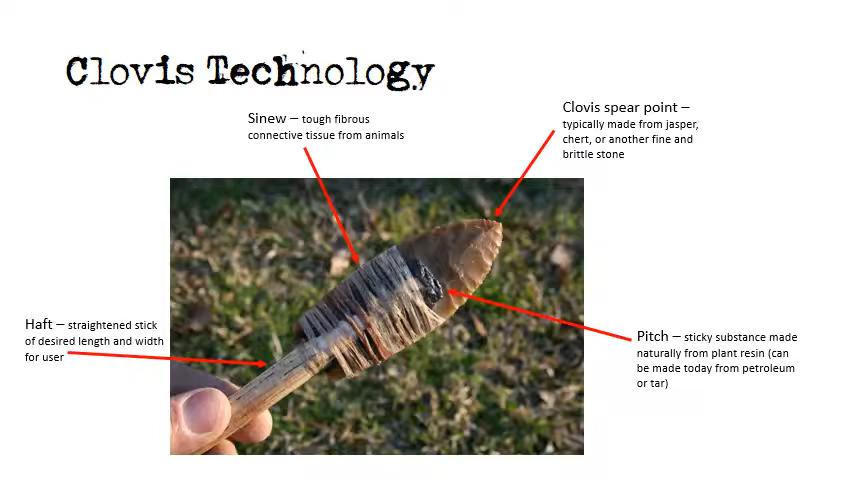 Clovis Technology
Sinew – tough fibrous
connective tissue from animals
Clovis spear point –
typically made from jasper,
chert, or another fine and
brittle stone
Haft – straightened stick
of desired length and width
for user
Pitch – sticky substance made
naturally from plant resin (can
be made today from petroleum
or tar)